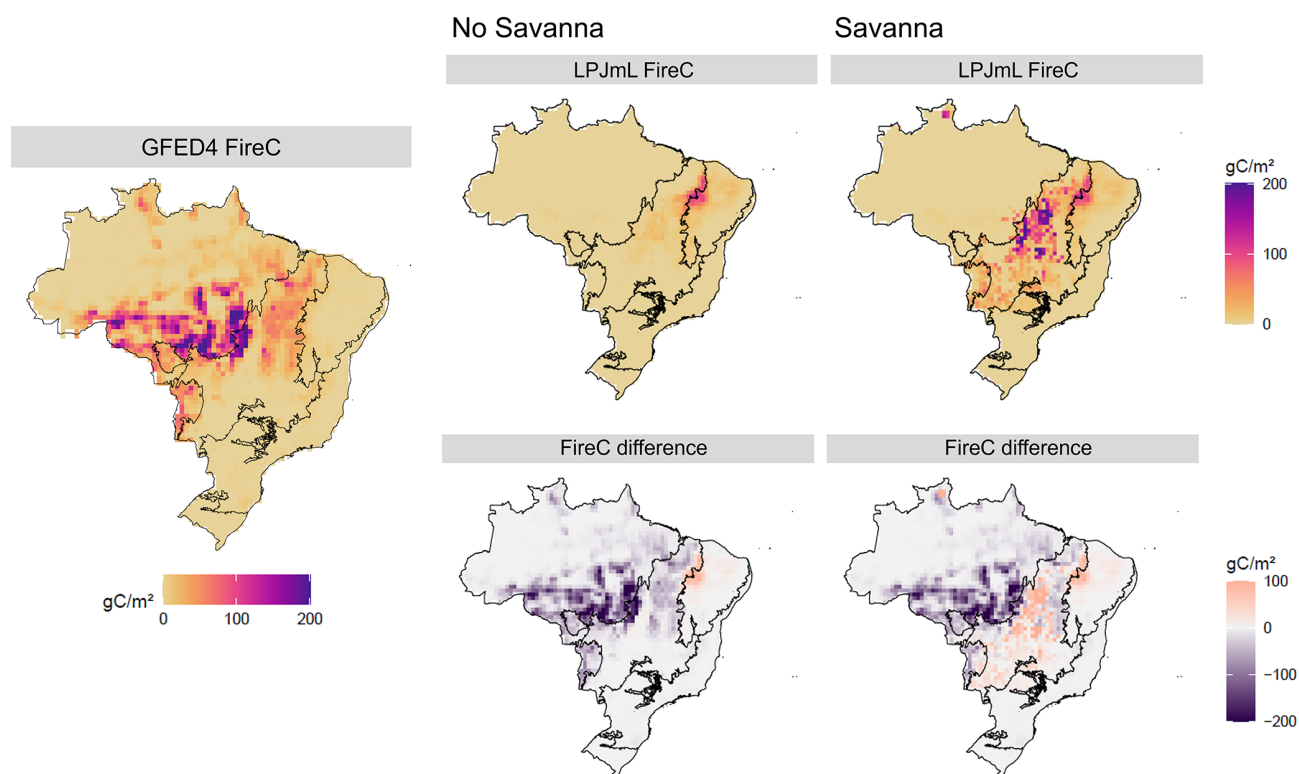 No Savanna
Savanna
LPJmL FireC
LPJmL FireC
GFED4 FireC
gC/m²
200
100
0
FireC difference
FireC difference
gC/m²
0
100
200
gC/m²
100
0
−100
−200